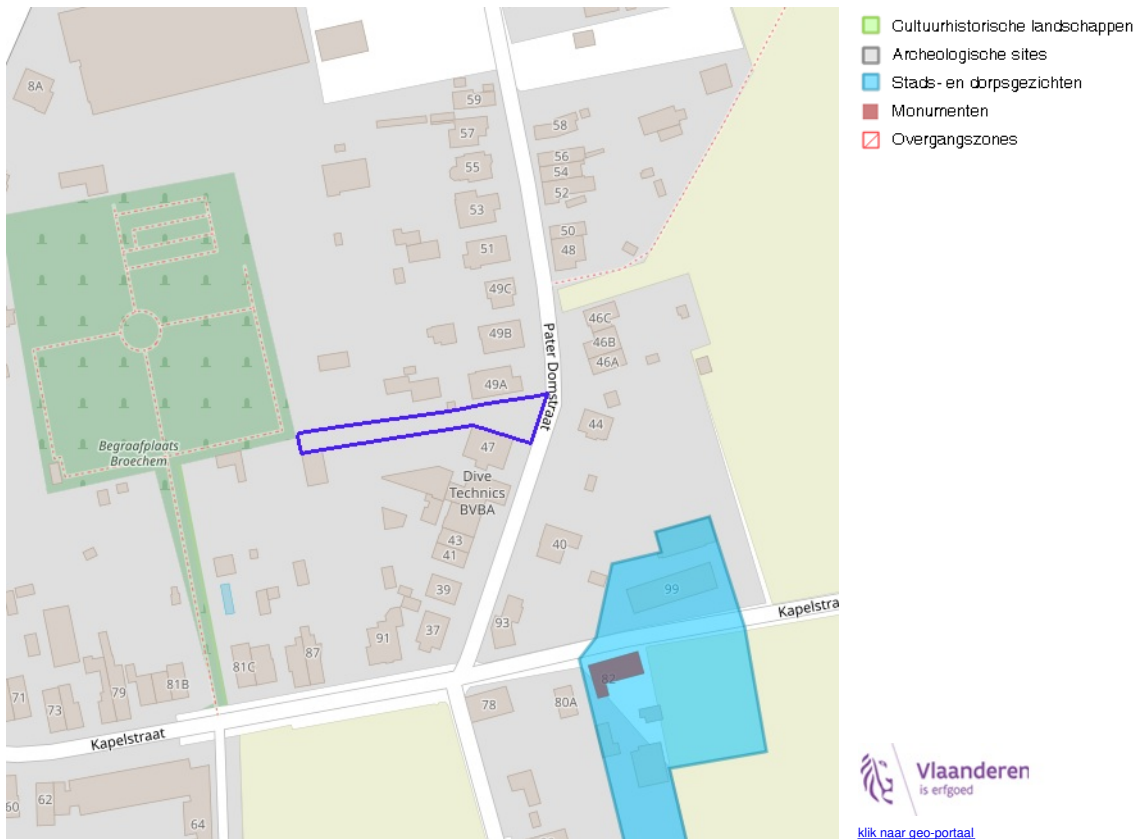 Cultuurhistorische landschappen
Archeologische sites
Stads- en dorpsgezichten
Monumenten
Overgangszones
8A
59
57
58
55
56
54
52
53
50
51
48
49C
46C
49B
46B
46A
Pater Domstraat
49A
44
Begraafplaats
Broechem
47
Dive
Technics
BVBA
43
41
40
39
99
Kapelstra
37
93
91
87
81C
82
81B
79
71
73
78
80A
Kapelstraat
60
62
64
Vlaanderen
is erfgoed
klik naar geo-portaal